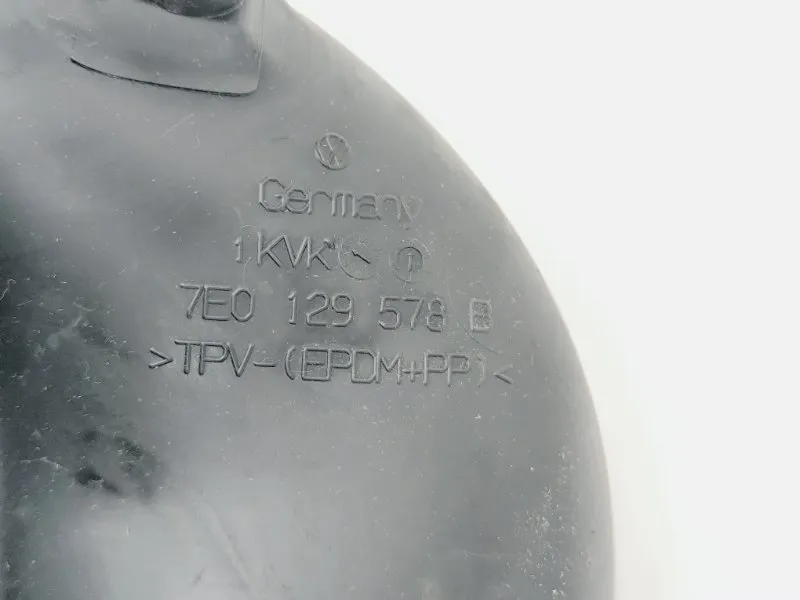 Germany
1KVK
7E0 129 578 B
>TPV-(EPDM+PP)<